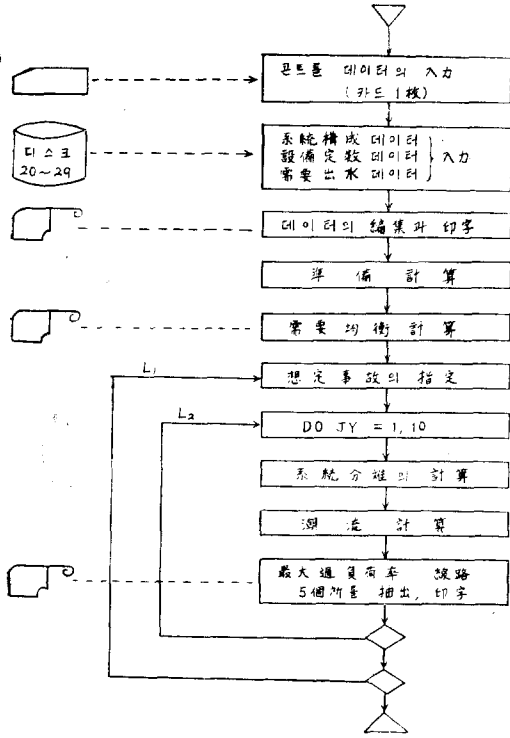 콘트롤 데이터의 入力
(카드 1枚)
디스크
20~29
系統構成 데이터
設備定数 데이터
需要出水 데이터
入力
데이터의 編集과 印字
準備計算
需要均衡計算
L1
想定事故의 指定
L2
DO JY = 1, 10
系統分離의 計算
潮流計算
最大過負荷率 線路
5個所를 抽出, 印字